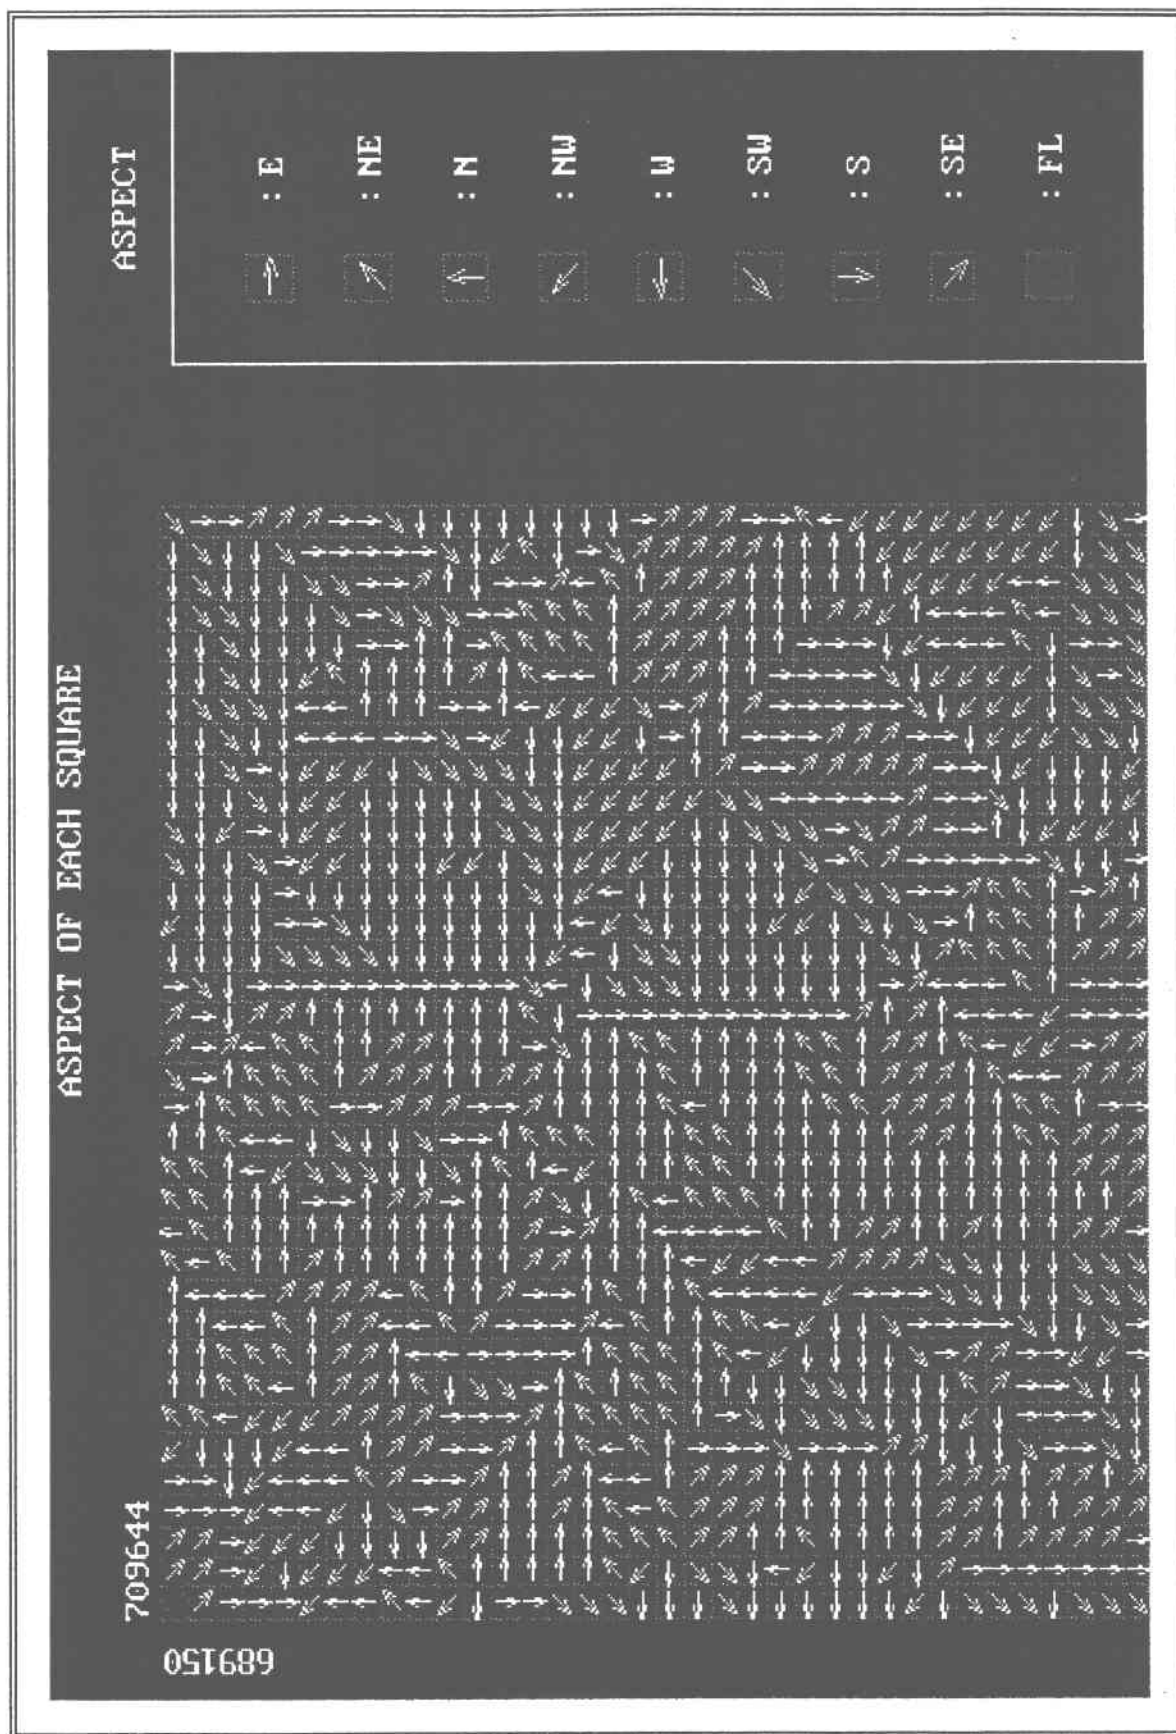 ASPECT OF EACH SQUARE
709644
689150
ASPECT
: E
: NE
: N
: NW
: W
: SW
: S
: SE
: FL